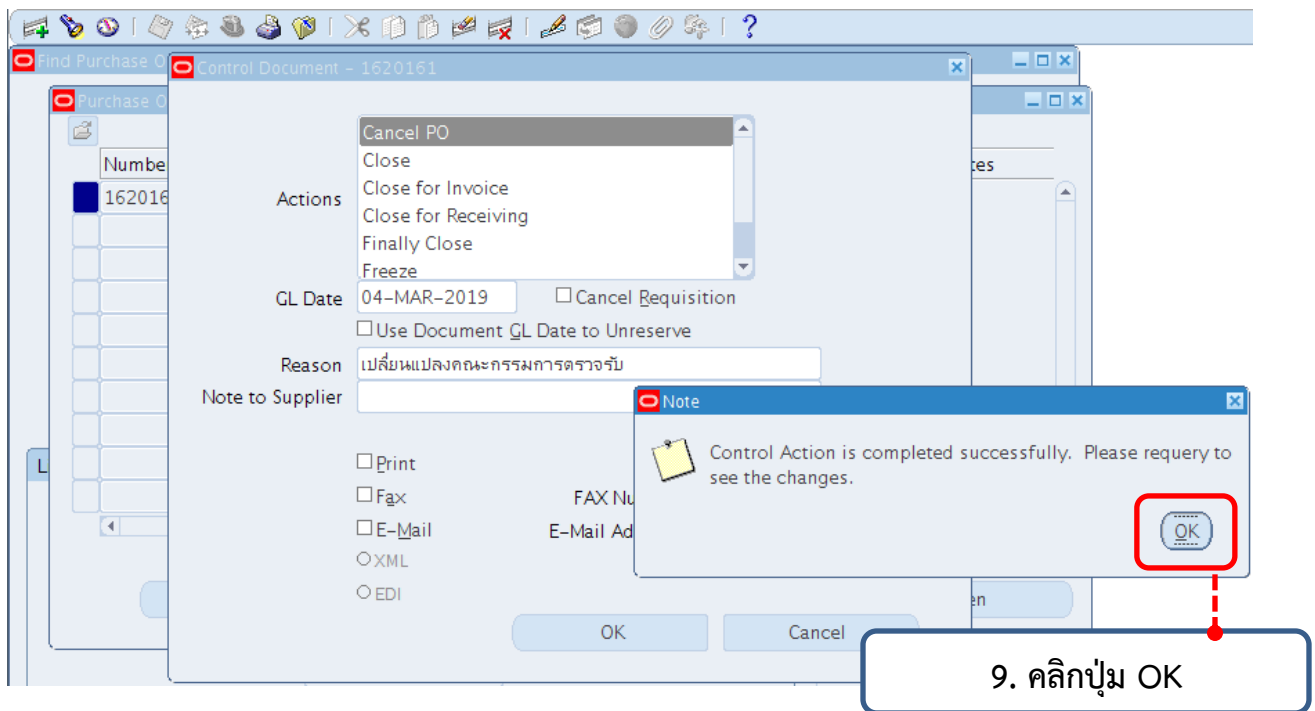 Find Purchase O
Control Document – 1620161
Purchase O
Numbe
tes
162016
Actions
Cancel PO
Close
Close for Invoice
Close for Receiving
Finally Close
Freeze
GL Date
04–MAR–2019
Cancel Requisition
Use Document GL Date to Unreserve
Reason
เปลี่ยนแปลงคณะกรรมการตรวจรับ
Note to Supplier
Note
Control Action is completed successfully. Please requery to
see the changes.
OK
L
Print
Fax
FAX Nu
E–Mail
E–Mail Ad
XML
EDI
en
OK
Cancel
9. คลิกปุ่ม OK